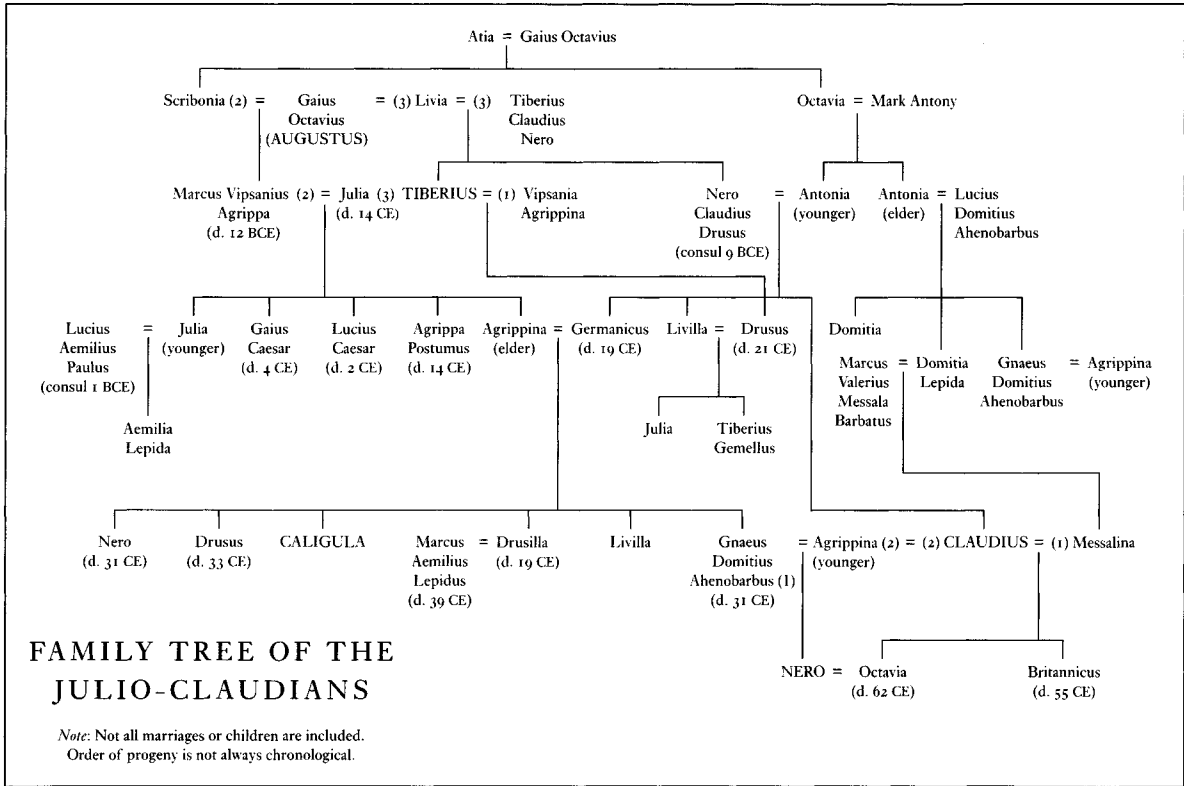 Atia = Gaius Octavius
Scribonia (2) = Gaius = (3) Livia = (3) Tiberius Octavia = Mark Antony
Octavius Claudius
(AUGUSTUS) Nero
Marcus Vipsanius (2) = Julia (3) TIBERIUS = (1) Vipsania Nero = Antonia Antonia = Lucius
Agrippa (d. 14 CE) Agrippina Claudius (younger) (elder) Domitius
(d. 12 BCE) Drusus Ahenobarbus
(consul 9 BCE)
Lucius = Julia Gaius Lucius Agrippa Agrippina = Germanicus Livilla = Drusus Domitia
Aemilius (younger) Caesar Caesar Postumus (elder) (d. 19 CE) (d. 21 CE)
Paulus (d. 4 CE) (d. 2 CE) (d. 14 CE)
(consul 1 BCE)
Marcus = Domitia Gnaeus = Agrippina
Valerius Lepida Domitius (younger)
Messala Ahenobarbus
Barbatus
Aemilia Julia Tiberius
Lepida Gemellus
Nero Drusus CALIGULA Marcus = Drusilla Livilla Gnaeus = Agrippina (2) = (2) CLAUDIUS = (1) Messalina
(d. 31 CE) (d. 33 CE) Aemilius (d. 19 CE) Domitius (younger)
Lepidus Ahenobarbus (1)
(d. 39 CE) (d. 31 CE)
NERO = Octavia Britannicus
(d. 62 CE) (d. 55 CE)
FAMILY TREE OF THE
JULIO-CLAUDIANS
Note: Not all marriages or children are included.
Order of progeny is not always chronological.